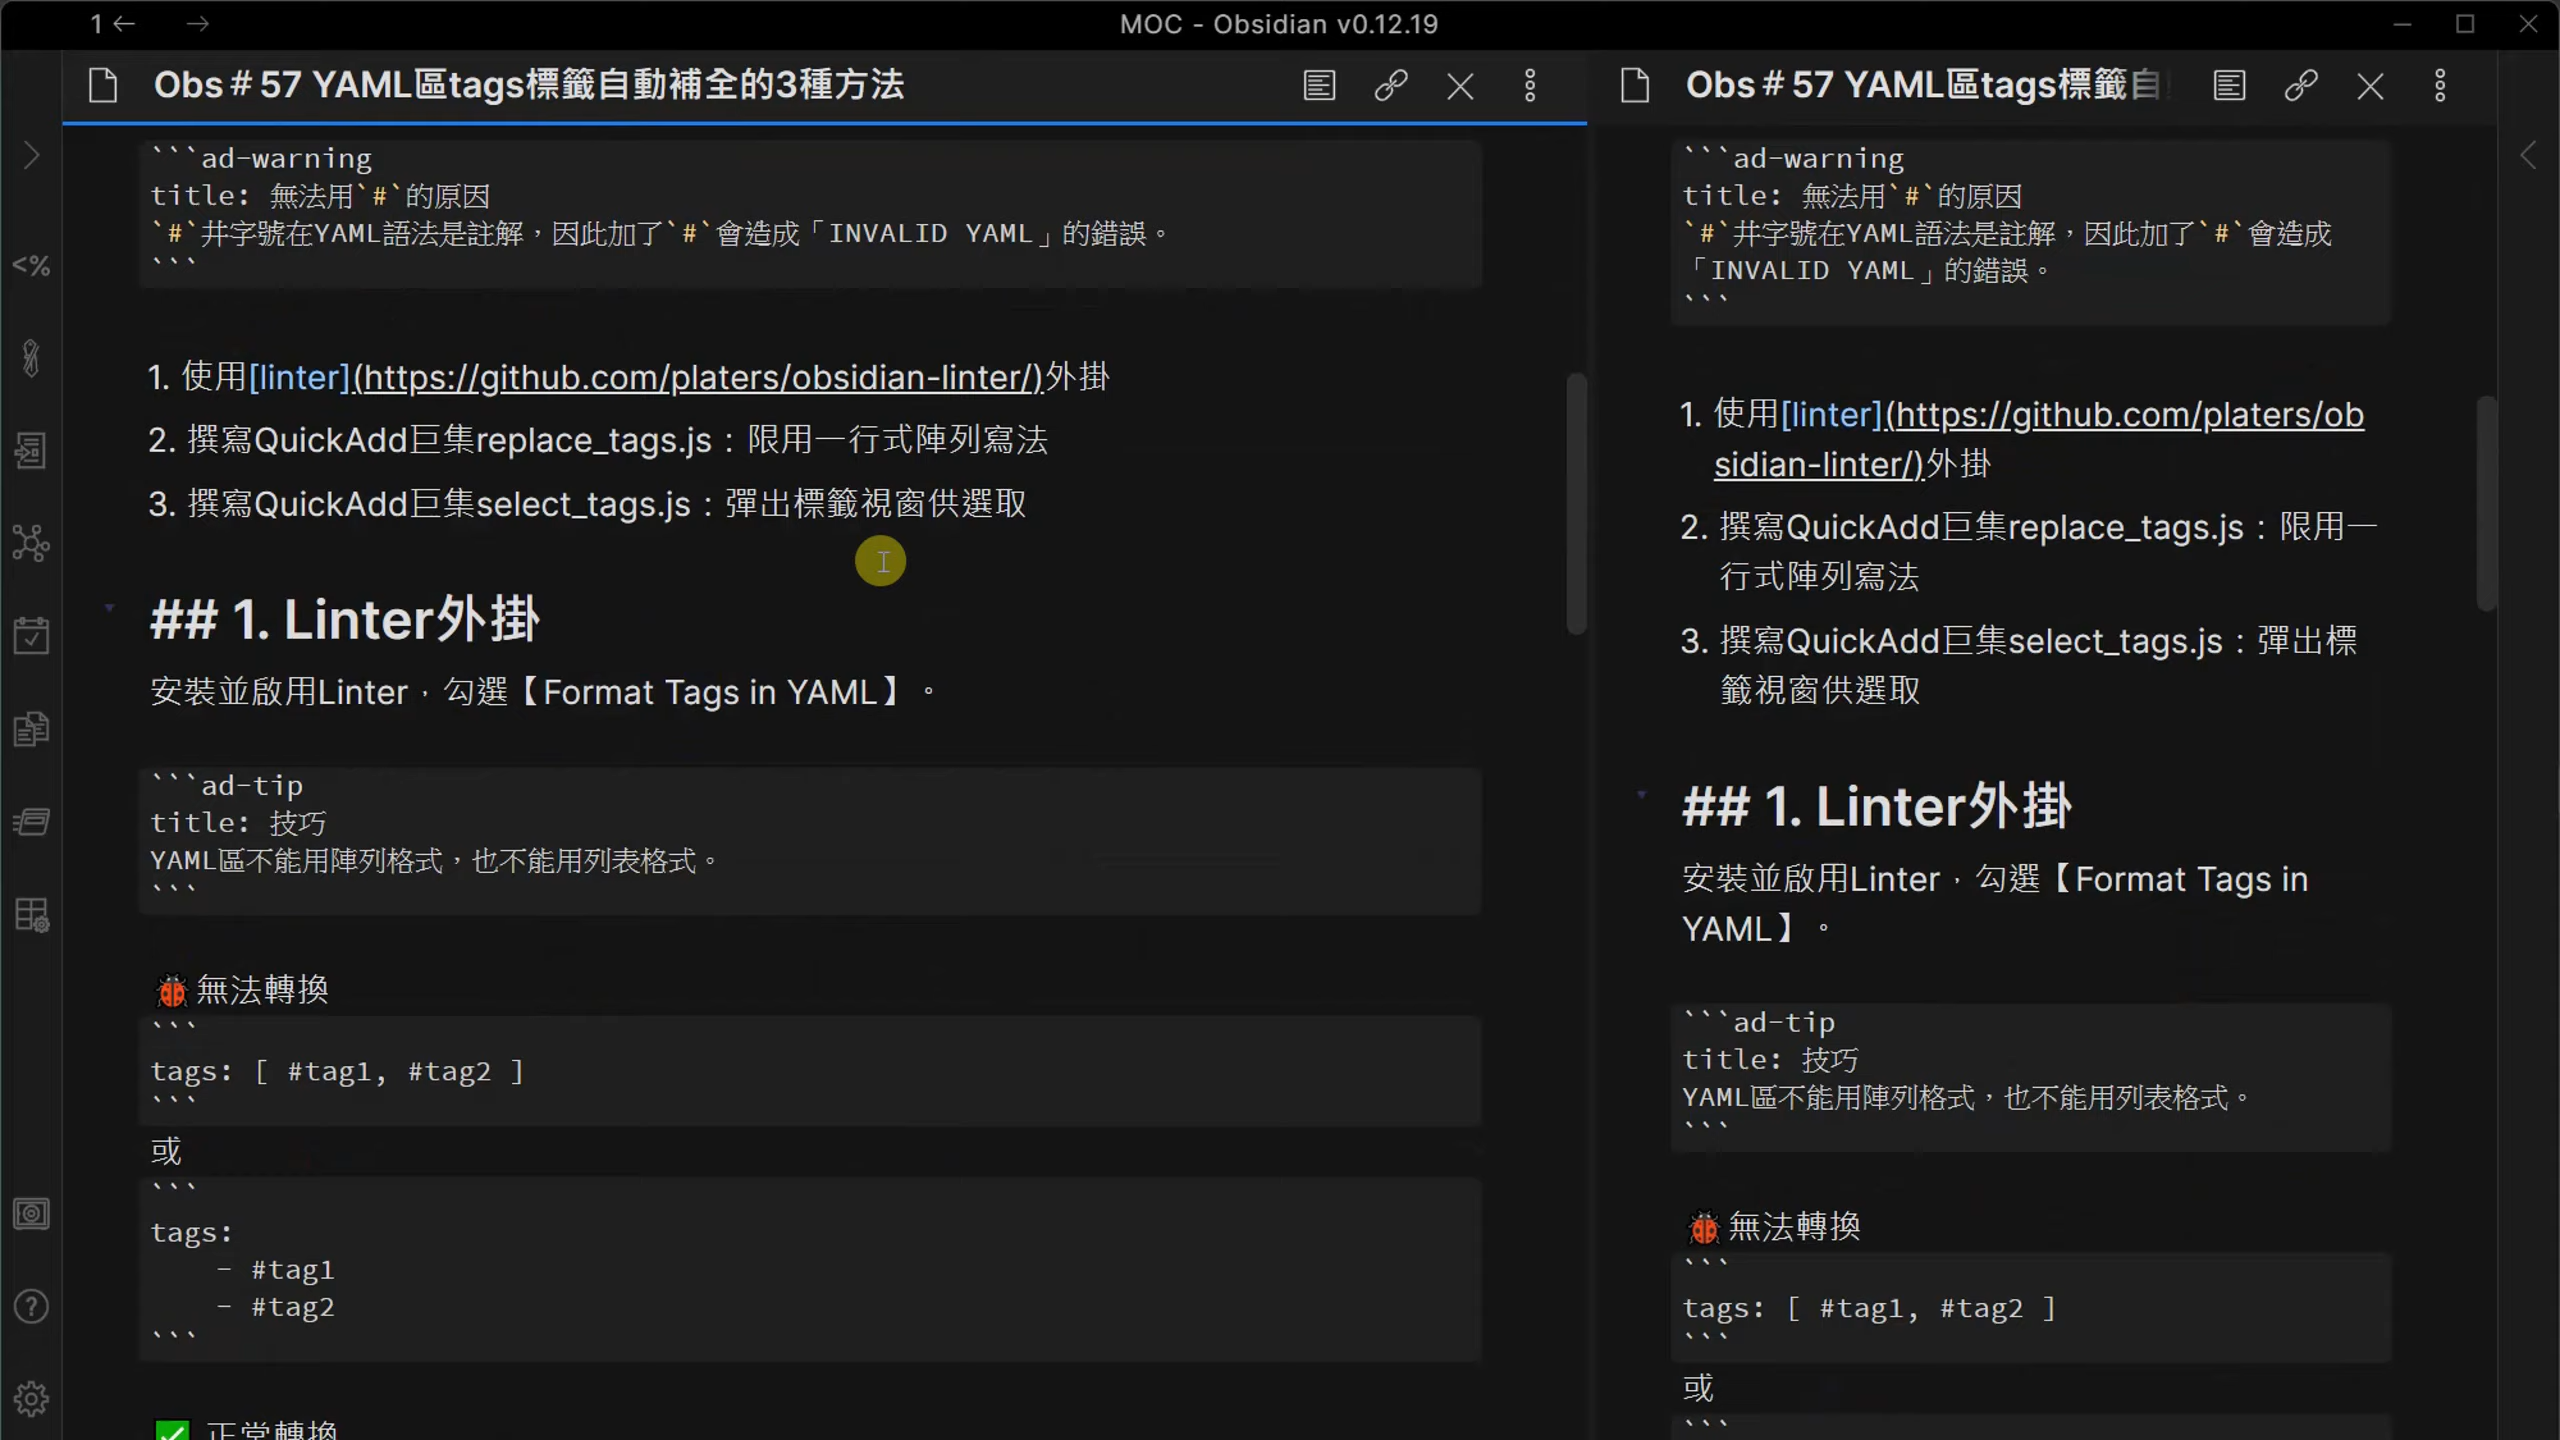 1
MOC - Obsidian v0.12.19
Obs＃57 YAML區tags標籤自動補全的3種方法
```ad-warning
title: 無法用`#`的原因
`#`井字號在YAML語法是註解，因此加了`#`會造成「INVALID YAML」的錯誤。
```
1. 使用[linter](https://github.com/platers/obsidian-linter/)外掛
2. 撰寫QuickAdd巨集replace_tags.js：限用一行式陣列寫法
3. 撰寫QuickAdd巨集select_tags.js：彈出標籤視窗供選取
## 1. Linter外掛
安裝並啟用Linter，勾選【Format Tags in YAML】。
```ad-tip
title: 技巧
YAML區不能用陣列格式，也不能用列表格式。
```
🐞無法轉換
```
tags: [ #tag1, #tag2 ]
```
或
```
tags:
    - #tag1
    - #tag2
```
✅ 正常轉換
Obs＃57 YAML區tags標籤自
```ad-warning
title: 無法用`#`的原因
`#`井字號在YAML語法是註解，因此加了`#`會造成
「INVALID YAML」的錯誤。
```
1. 使用[linter](https://github.com/platers/ob
sidian-linter/)外掛
2. 撰寫QuickAdd巨集replace_tags.js：限用一
行式陣列寫法
3. 撰寫QuickAdd巨集select_tags.js：彈出標
籤視窗供選取
## 1. Linter外掛
安裝並啟用Linter，勾選【Format Tags in
YAML】。
```ad-tip
title: 技巧
YAML區不能用陣列格式，也不能用列表格式。
```
🐞無法轉換
```
tags: [ #tag1, #tag2 ]
```
或
```